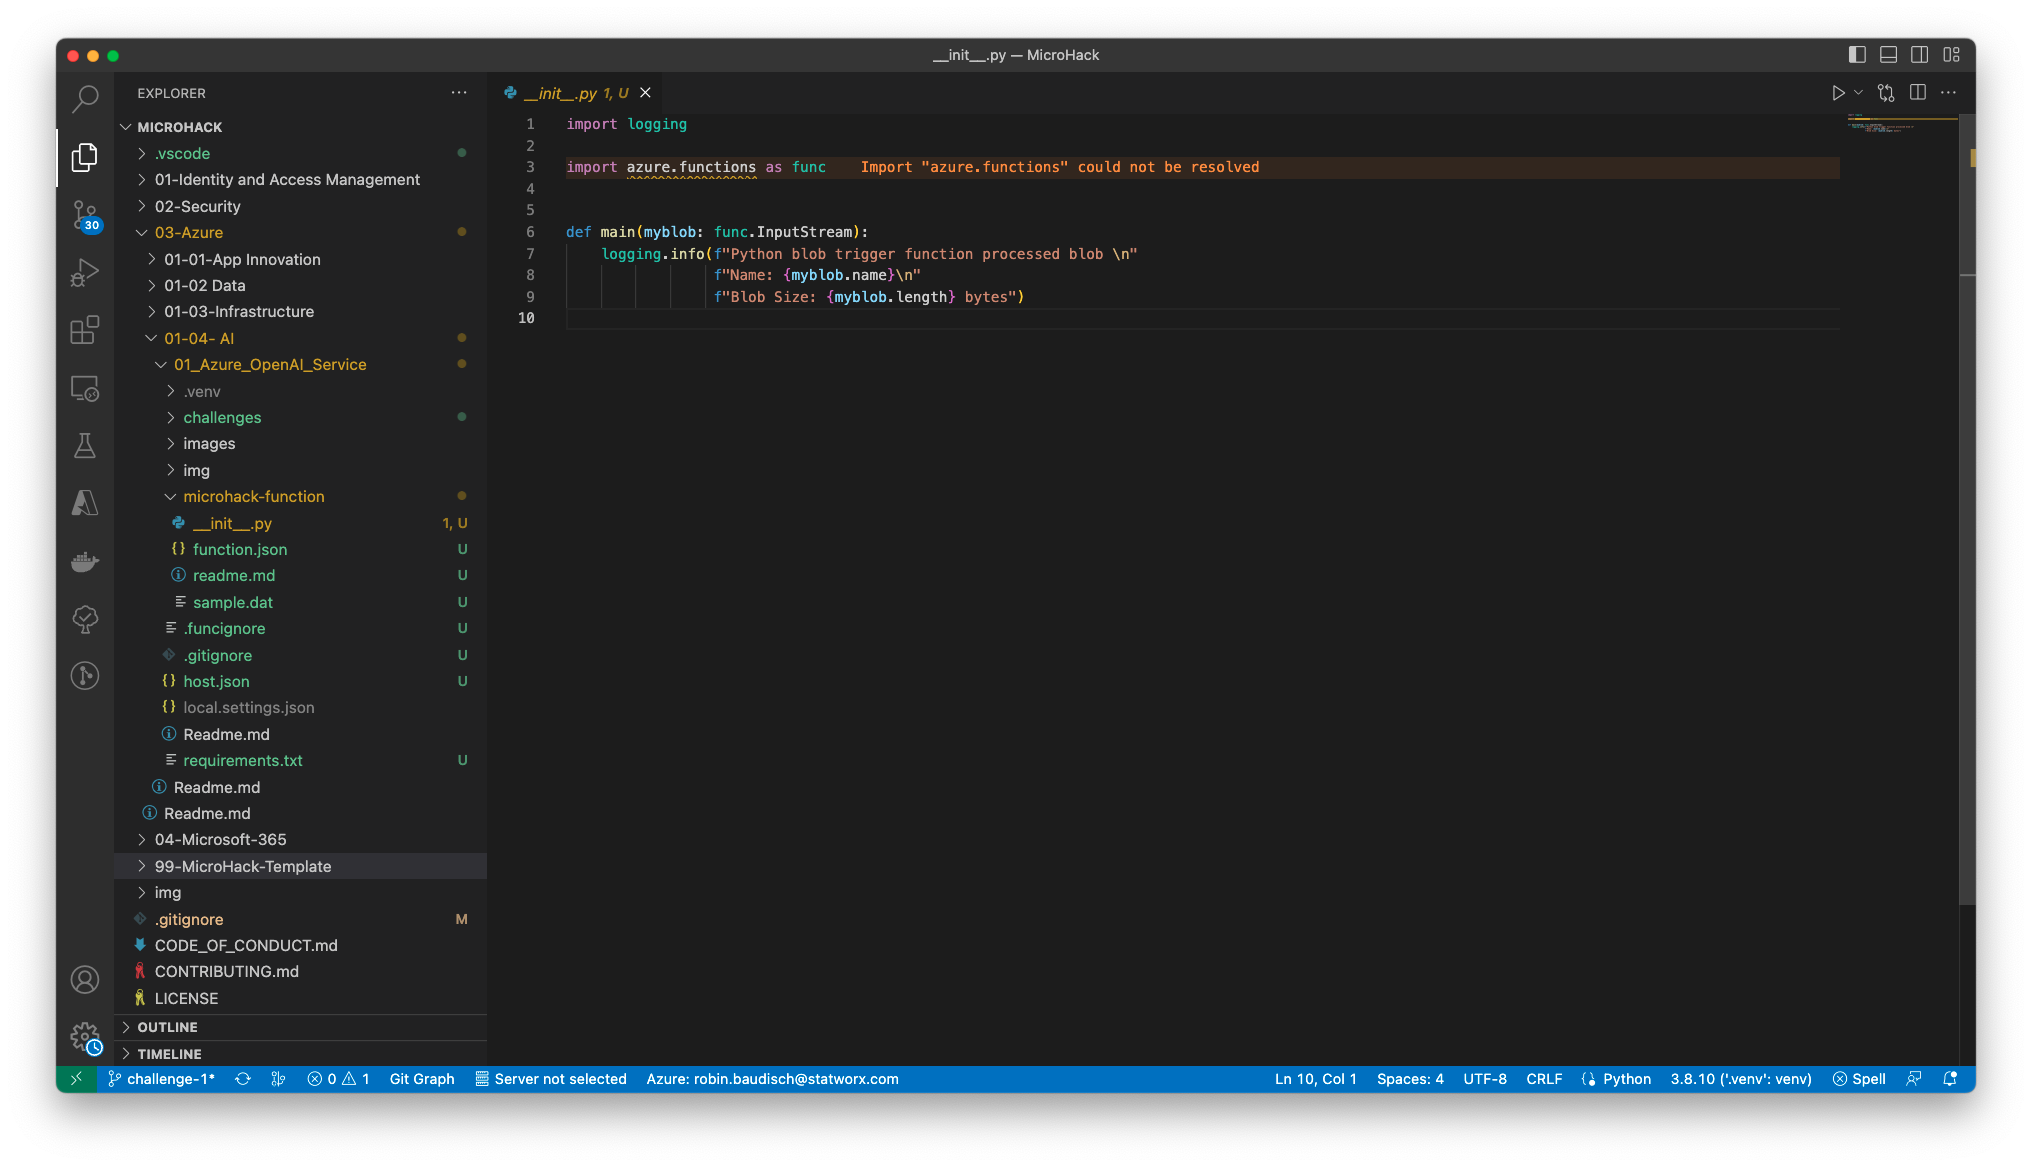 __init__.py — MicroHack
EXPLORER
MICROHACK
.vscode
01-Identity and Access Management
02-Security
03-Azure
01-01-App Innovation
01-02 Data
01-03-Infrastructure
01-04- AI
01_Azure_OpenAI_Service
.venv
challenges
images
img
microhack-function
__init__.py 1, U
function.json U
readme.md U
sample.dat U
.funcignore U
.gitignore U
host.json U
local.settings.json
Readme.md
requirements.txt U
Readme.md
Readme.md
04-Microsoft-365
99-MicroHack-Template
img
.gitignore M
CODE_OF_CONDUCT.md
CONTRIBUTING.md
LICENSE
OUTLINE
TIMELINE
30
__init__.py 1, U
1 import logging
2
3 import azure.functions as func Import "azure.functions" could not be resolved
4
5
6 def main(myblob: func.InputStream):
7 logging.info(f"Python blob trigger function processed blob \n"
8 f"Name: {myblob.name}\n"
9 f"Blob Size: {myblob.length} bytes")
10
challenge-1* 0 1 Git Graph Server not selected Azure: robin.baudisch@statworx.com Ln 10, Col 1 Spaces: 4 UTF-8 CRLF Python 3.8.10 ('.venv': venv) Spell